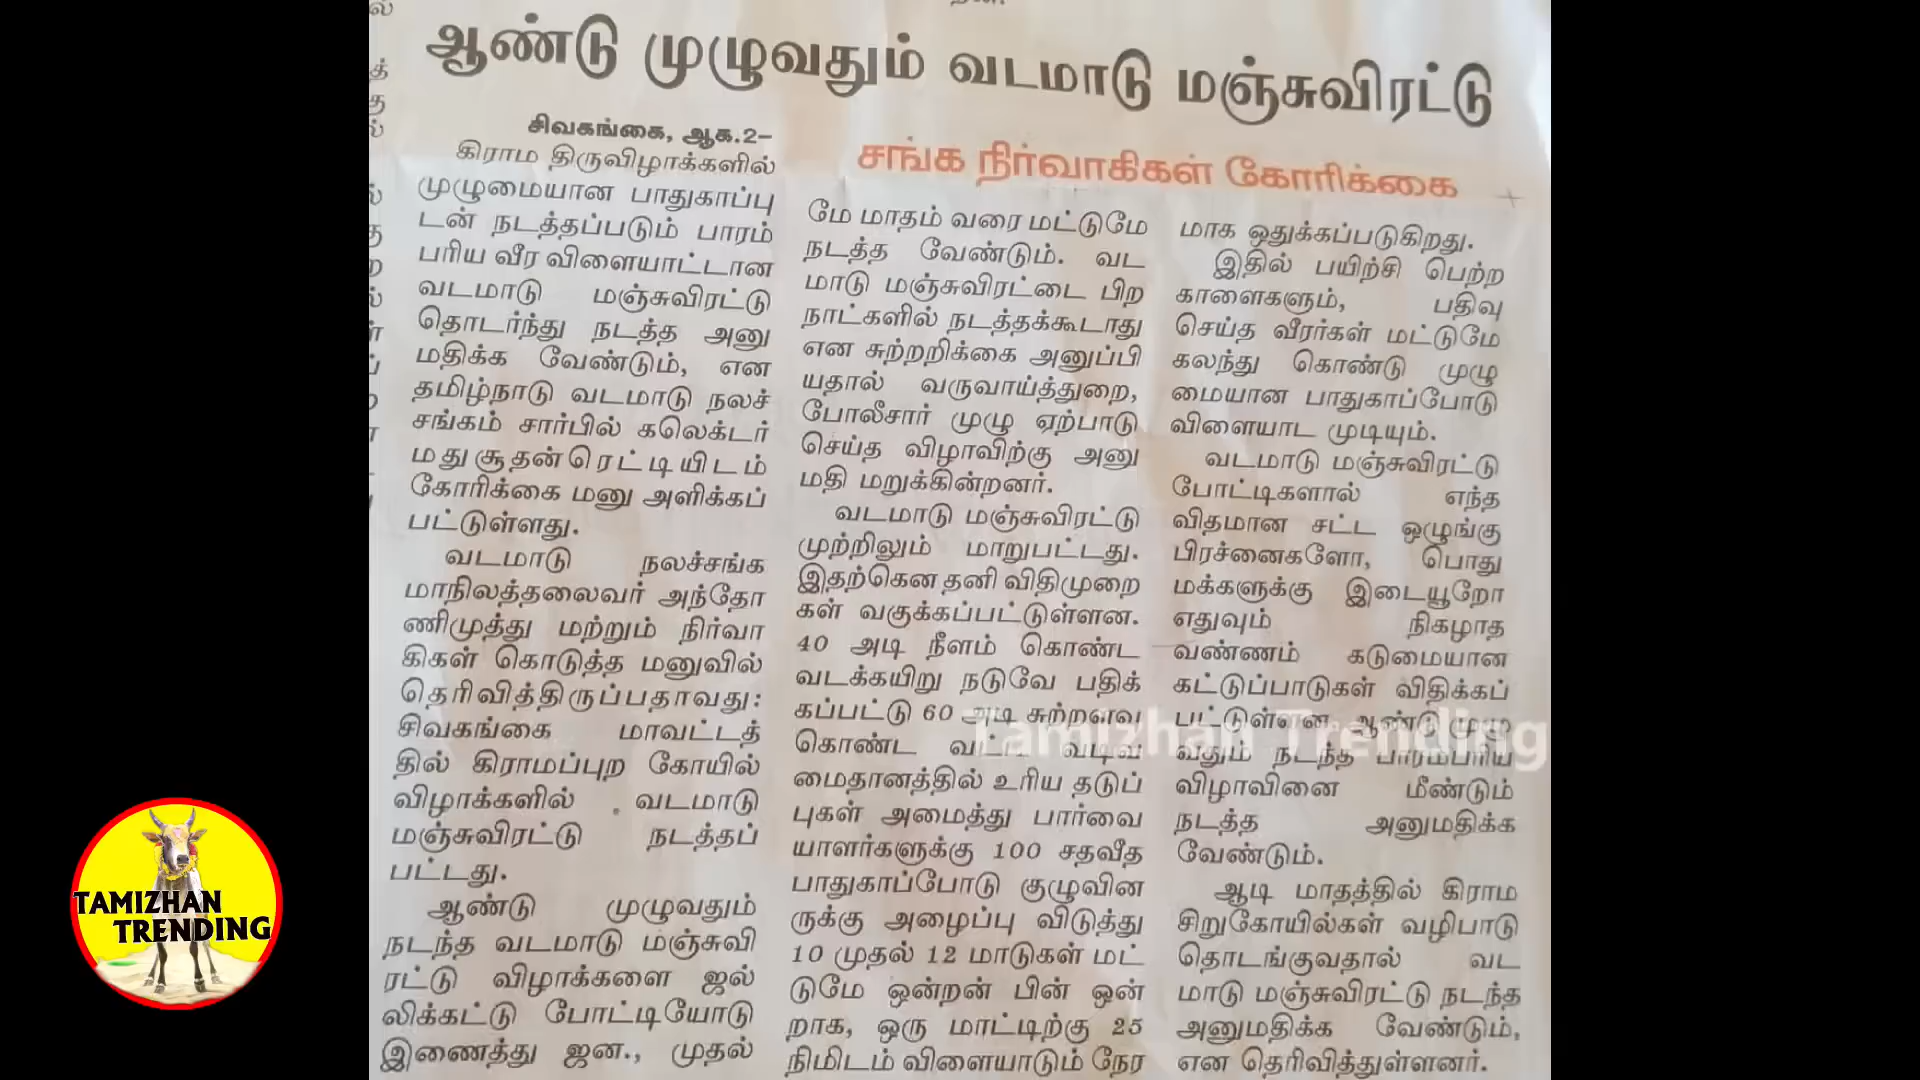 ஆண்டு முழுவதும் வடமாடு மஞ்சுவிரட்டு
சங்க நிர்வாகிகள் கோரிக்கை
சிவகங்கை, ஆக.2–
கிராம திருவிழாக்களில்
முழுமையான பாதுகாப்பு
டன் நடத்தப்படும் பாரம்
பரிய வீர விளையாட்டான
வடமாடு மஞ்சுவிரட்டு
தொடர்ந்து நடத்த அனு
மதிக்க வேண்டும், என
தமிழ்நாடு வடமாடு நலச்
சங்கம் சார்பில் கலெக்டர்
மதுசூதன்ரெட்டியிடம்
கோரிக்கை மனு அளிக்கப்
பட்டுள்ளது.
வடமாடு நலச்சங்க
மாநிலத்தலைவர் அந்தோ
ணிமுத்து மற்றும் நிர்வா
கிகள் கொடுத்த மனுவில்
தெரிவித்திருப்பதாவது:
சிவகங்கை மாவட்டத்
தில் கிராமப்புற கோயில்
விழாக்களில் வடமாடு
மஞ்சுவிரட்டு நடத்தப்
பட்டது.
ஆண்டு முழுவதும்
நடந்த வடமாடு மஞ்சுவி
ரட்டு விழாக்களை ஜல்
லிக்கட்டு போட்டியோடு
இணைத்து ஜன., முதல்
மே மாதம் வரை மட்டுமே
நடத்த வேண்டும். வட
மாடு மஞ்சுவிரட்டை பிற
நாட்களில் நடத்தக்கூடாது
என சுற்றறிக்கை அனுப்பி
யதால் வருவாய்த்துறை,
போலீசார் முழு ஏற்பாடு
செய்த விழாவிற்கு அனு
மதி மறுக்கின்றனர்.
வடமாடு மஞ்சுவிரட்டு
முற்றிலும் மாறுபட்டது.
இதற்கென தனி விதிமுறை
கள் வகுக்கப்பட்டுள்ளன.
40 அடி நீளம் கொண்ட
வடக்கயிறு நடுவே பதிக்
கப்பட்டு 60 அடி சுற்றளவு
கொண்ட வட்ட வடிவ
மைதானத்தில் உரிய தடுப்
புகள் அமைத்து பார்வை
யாளர்களுக்கு 100 சதவீத
பாதுகாப்போடு குழுவின
ருக்கு அழைப்பு விடுத்து
10 முதல் 12 மாடுகள் மட்
டுமே ஒன்றன் பின் ஒன்
றாக, ஒரு மாட்டிற்கு 25
நிமிடம் விளையாடும் நேர
மாக ஒதுக்கப்படுகிறது.
இதில் பயிற்சி பெற்ற
காளைகளும், பதிவு
செய்த வீரர்கள் மட்டுமே
கலந்து கொண்டு முழு
மையான பாதுகாப்போடு
விளையாட முடியும்.
வடமாடு மஞ்சுவிரட்டு
போட்டிகளால் எந்த
விதமான சட்ட ஒழுங்கு
பிரச்னைகளோ, பொது
மக்களுக்கு இடையூறோ
எதுவும் நிகழாத
வண்ணம் கடுமையான
கட்டுப்பாடுகள் விதிக்கப்
பட்டுள்ளன. ஆண்டு முழு
வதும் நடந்த பாரம்பரிய
விழாவினை மீண்டும்
நடத்த அனுமதிக்க
வேண்டும்.
ஆடி மாதத்தில் கிராம
சிறுகோயில்கள் வழிபாடு
தொடங்குவதால் வட
மாடு மஞ்சுவிரட்டு நடந்த
அனுமதிக்க வேண்டும்,
என தெரிவித்துள்ளனர்.
Tamizhan Trending
TAMIZHAN
TRENDING